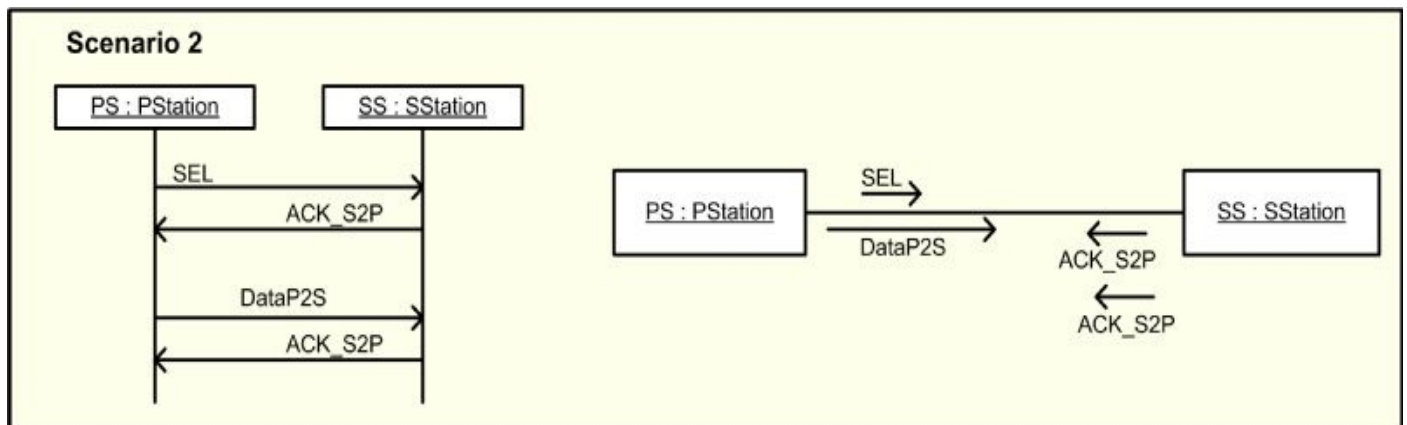 Scenario 2
PS : PStation
SS : SStation
SEL
ACK_S2P
DataP2S
ACK_S2P
PS : PStation
SEL
DataP2S
ACK_S2P
ACK_S2P
SS : SStation